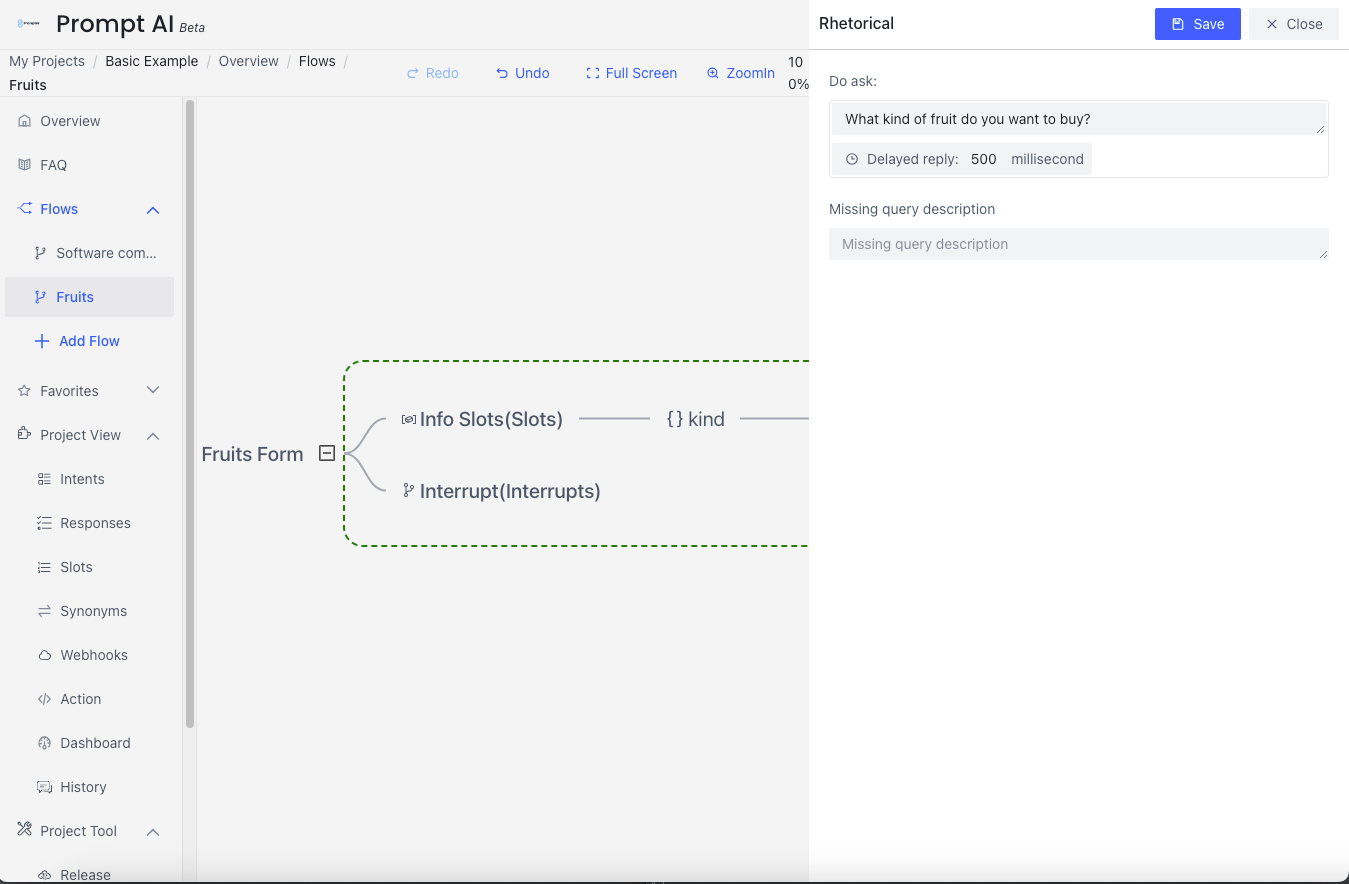 Prompt AI Beta
Rhetorical
Save
Close
My Projects / Basic Example / Overview / Flows /
Fruits
Redo
Undo
Full Screen
ZoomIn
10
0%
Overview
FAQ
Flows
Software com...
Fruits
Add Flow
Favorites
Project View
Intents
Responses
Slots
Synonyms
Webhooks
Action
Dashboard
History
Project Tool
Release
Fruits Form
Info Slots(Slots)
{} kind
Interrupt(Interrupts)
Do ask:
What kind of fruit do you want to buy?
Delayed reply: 500 millisecond
Missing query description
Missing query description